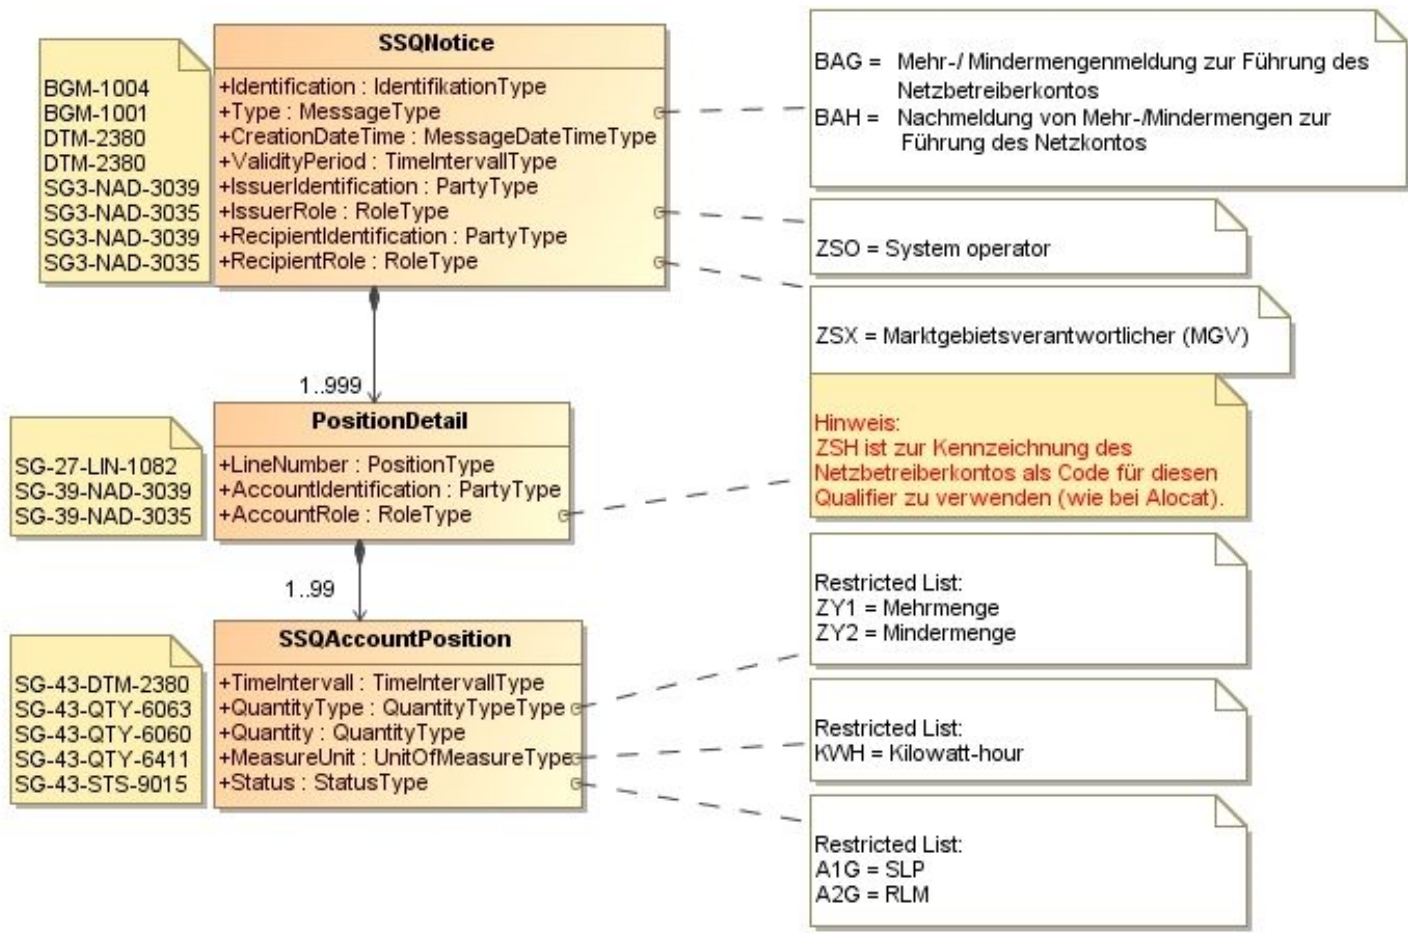 SSQNotice
BGM-1004
BGM-1001
DTM-2380
DTM-2380
SG3-NAD-3039
SG3-NAD-3035
SG3-NAD-3039
SG3-NAD-3035
+Identification : IdentifikationType
+Type : MessageType
+CreationDateTime : MessageDateTimeType
+ValidityPeriod : TimeIntervallType
+IssuerIdentification : PartyType
+IssuerRole : RoleType
+RecipientIdentification : PartyType
+RecipientRole : RoleType
BAG = Mehr-/ Mindermengenmeldung zur Führung des
Netzbetreiberkontos
BAH = Nachmeldung von Mehr-/Mindermengen zur
Führung des Netzkontos
ZSO = System operator
ZSX = Marktgebietsverantwortlicher (MGV)
1..999
PositionDetail
SG-27-LIN-1082
SG-39-NAD-3039
SG-39-NAD-3035
+LineNumber : PositionType
+AccountIdentification : PartyType
+AccountRole : RoleType
Hinweis:
ZSH ist zur Kennzeichnung des
Netzbetreiberkontos als Code für diesen
Qualifier zu verwenden (wie bei Alocat).
1..99
SSQAccountPosition
SG-43-DTM-2380
SG-43-QTY-6063
SG-43-QTY-6060
SG-43-QTY-6411
SG-43-STS-9015
+TimeIntervall : TimeIntervallType
+QuantityType : QuantityTypeType
+Quantity : QuantityType
+MeasureUnit : UnitOfMeasureType
+Status : StatusType
Restricted List:
ZY1 = Mehrmenge
ZY2 = Mindermenge
Restricted List:
KWH = Kilowatt-hour
Restricted List:
A1G = SLP
A2G = RLM